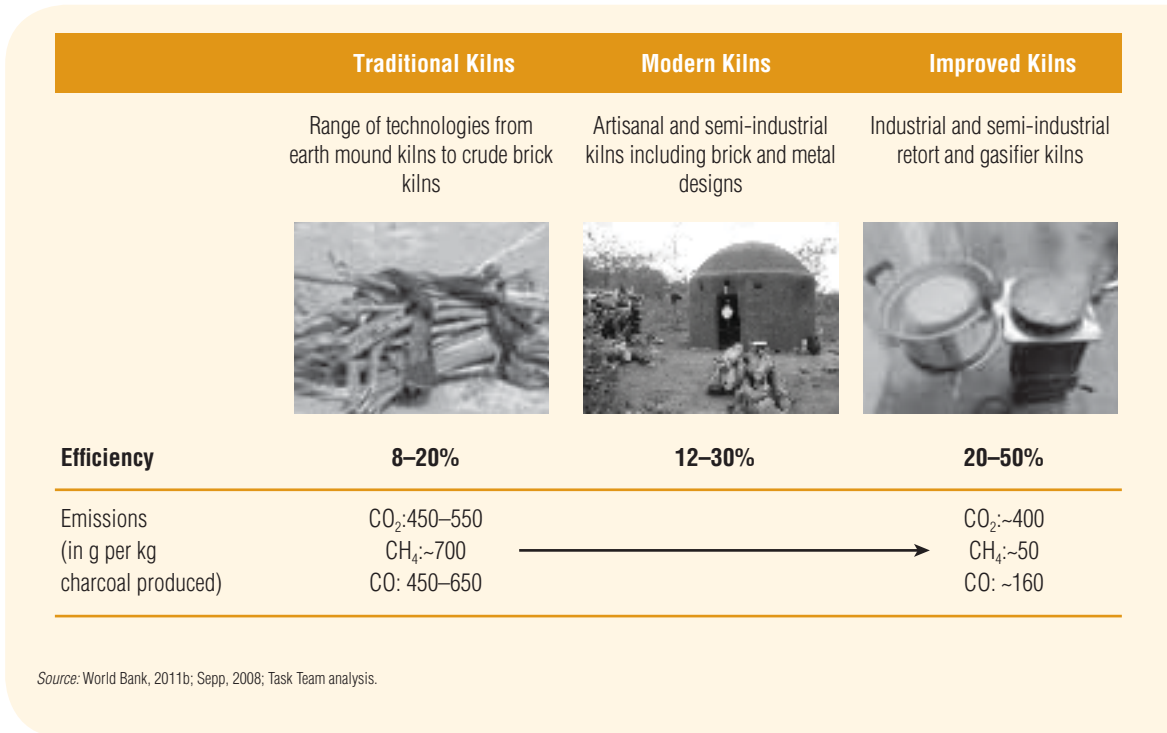 Traditional Kilns Modern Kilns Improved Kilns
Range of technologies from
earth mound kilns to crude brick
kilns
Artisanal and semi-industrial
kilns including brick and metal
designs
Industrial and semi-industrial
retort and gasifier kilns
Efficiency 8–20% 12–30% 20–50%
Emissions
(in g per kg
charcoal produced)
CO₂:450–550
CH₄:~700
CO: 450–650
CO₂:~400
CH₄:~50
CO: ~160
Source: World Bank, 2011b; Sepp, 2008; Task Team analysis.